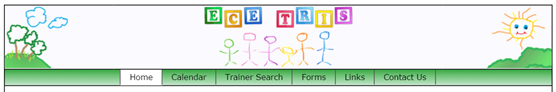 ECE TRIS
Home Calendar Trainer Search Forms Links Contact Us